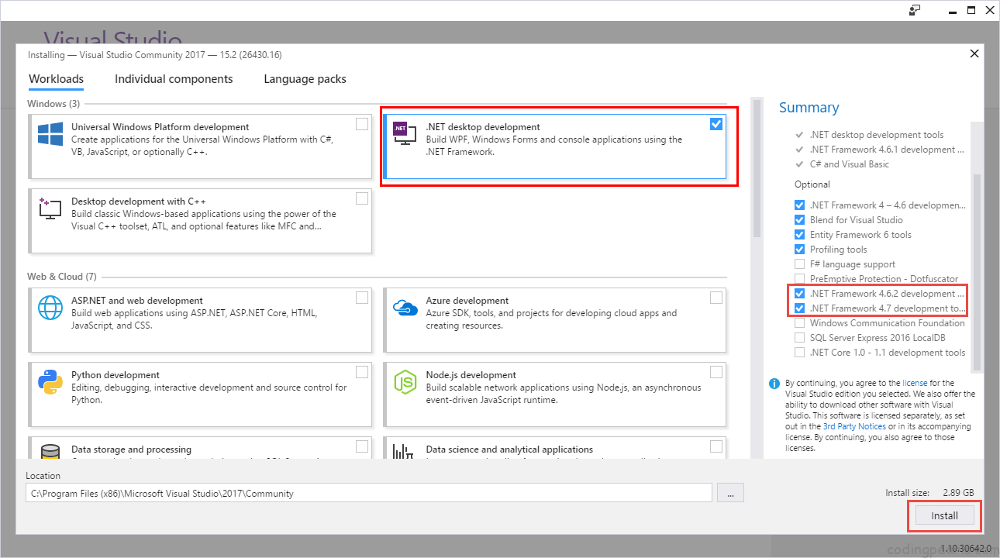 Visual Studio
Installing — Visual Studio Community 2017 — 15.2 (26430.16)
Workloads
Individual components
Language packs
Windows (3)
Universal Windows Platform development
Create applications for the Universal Windows Platform with C#,
VB, JavaScript, or optionally C++.
.NET
.NET desktop development
Build WPF, Windows Forms and console applications using the
.NET Framework.
Desktop development with C++
Build classic Windows-based applications using the power of the
Visual C++ toolset, ATL, and optional features like MFC and...
Web & Cloud (7)
ASP.NET and web development
Build web applications using ASP.NET, ASP.NET Core, HTML,
JavaScript, and CSS.
Azure development
Azure SDK, tools, and projects for developing cloud apps and
creating resources.
Python development
Editing, debugging, interactive development and source control for
Python.
JS
Node.js development
Build scalable network applications using Node.js, an asynchronous
event-driven JavaScript runtime.
Data storage and processing
Data science and analytical applications
Summary
.NET desktop development tools
.NET Framework 4.6.1 development ...
C# and Visual Basic
Optional
.NET Framework 4 – 4.6 developmen...
Blend for Visual Studio
Entity Framework 6 tools
Profiling tools
F# language support
PreEmptive Protection - Dotfuscator
.NET Framework 4.6.2 development ...
.NET Framework 4.7 development to...
Windows Communication Foundation
SQL Server Express 2016 LocalDB
.NET Core 1.0 - 1.1 development tools
By continuing, you agree to the license for the
Visual Studio edition you selected. We also offer the
ability to download other software with Visual
Studio. This software is licensed separately, as set
out in the 3rd Party Notices or in its accompanying
license. By continuing, you also agree to those
licenses.
Location
C:\Program Files (x86)\Microsoft Visual Studio\2017\Community
...
Install size: 2.89 GB
Install
1.10.30642.0